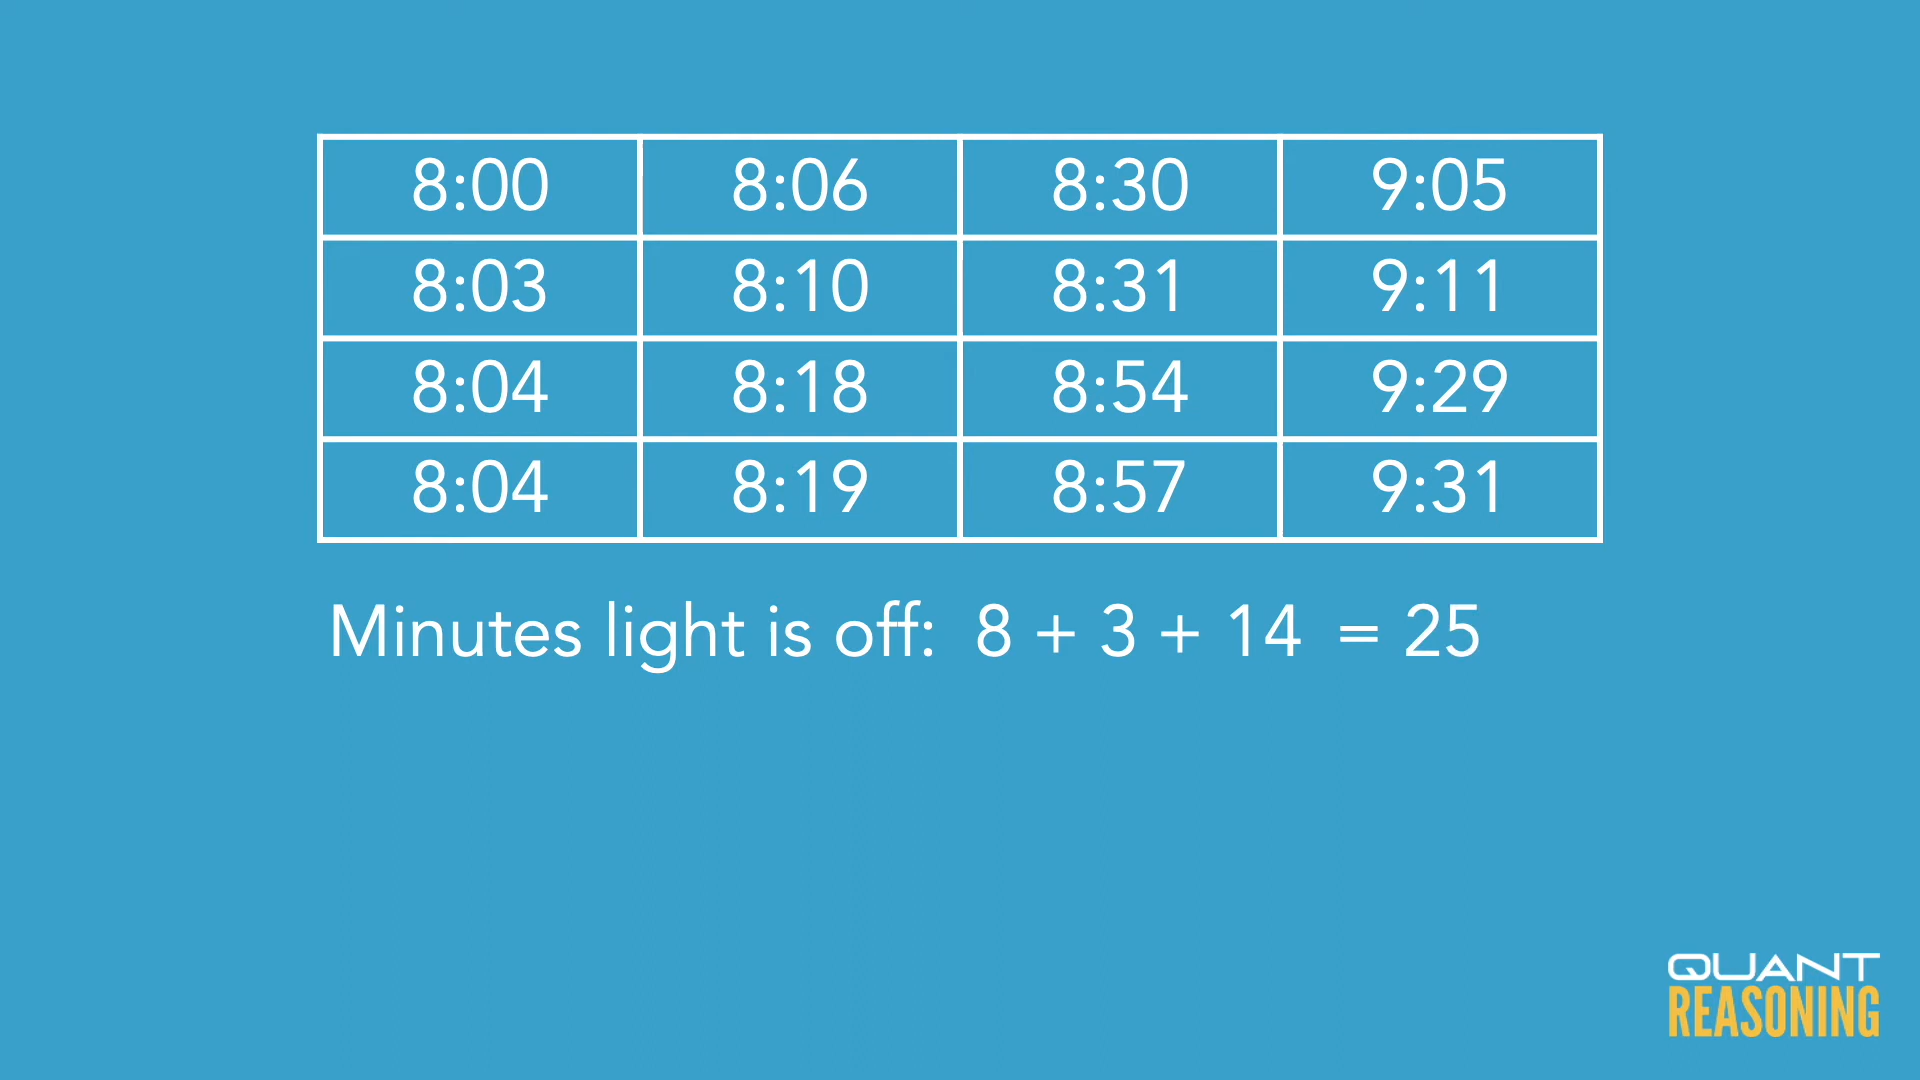 8:00 8:06 8:30 9:05
8:03 8:10 8:31 9:11
8:04 8:18 8:54 9:29
8:04 8:19 8:57 9:31
Minutes light is off: 8 + 3 + 14 = 25
QUANT
REASONING